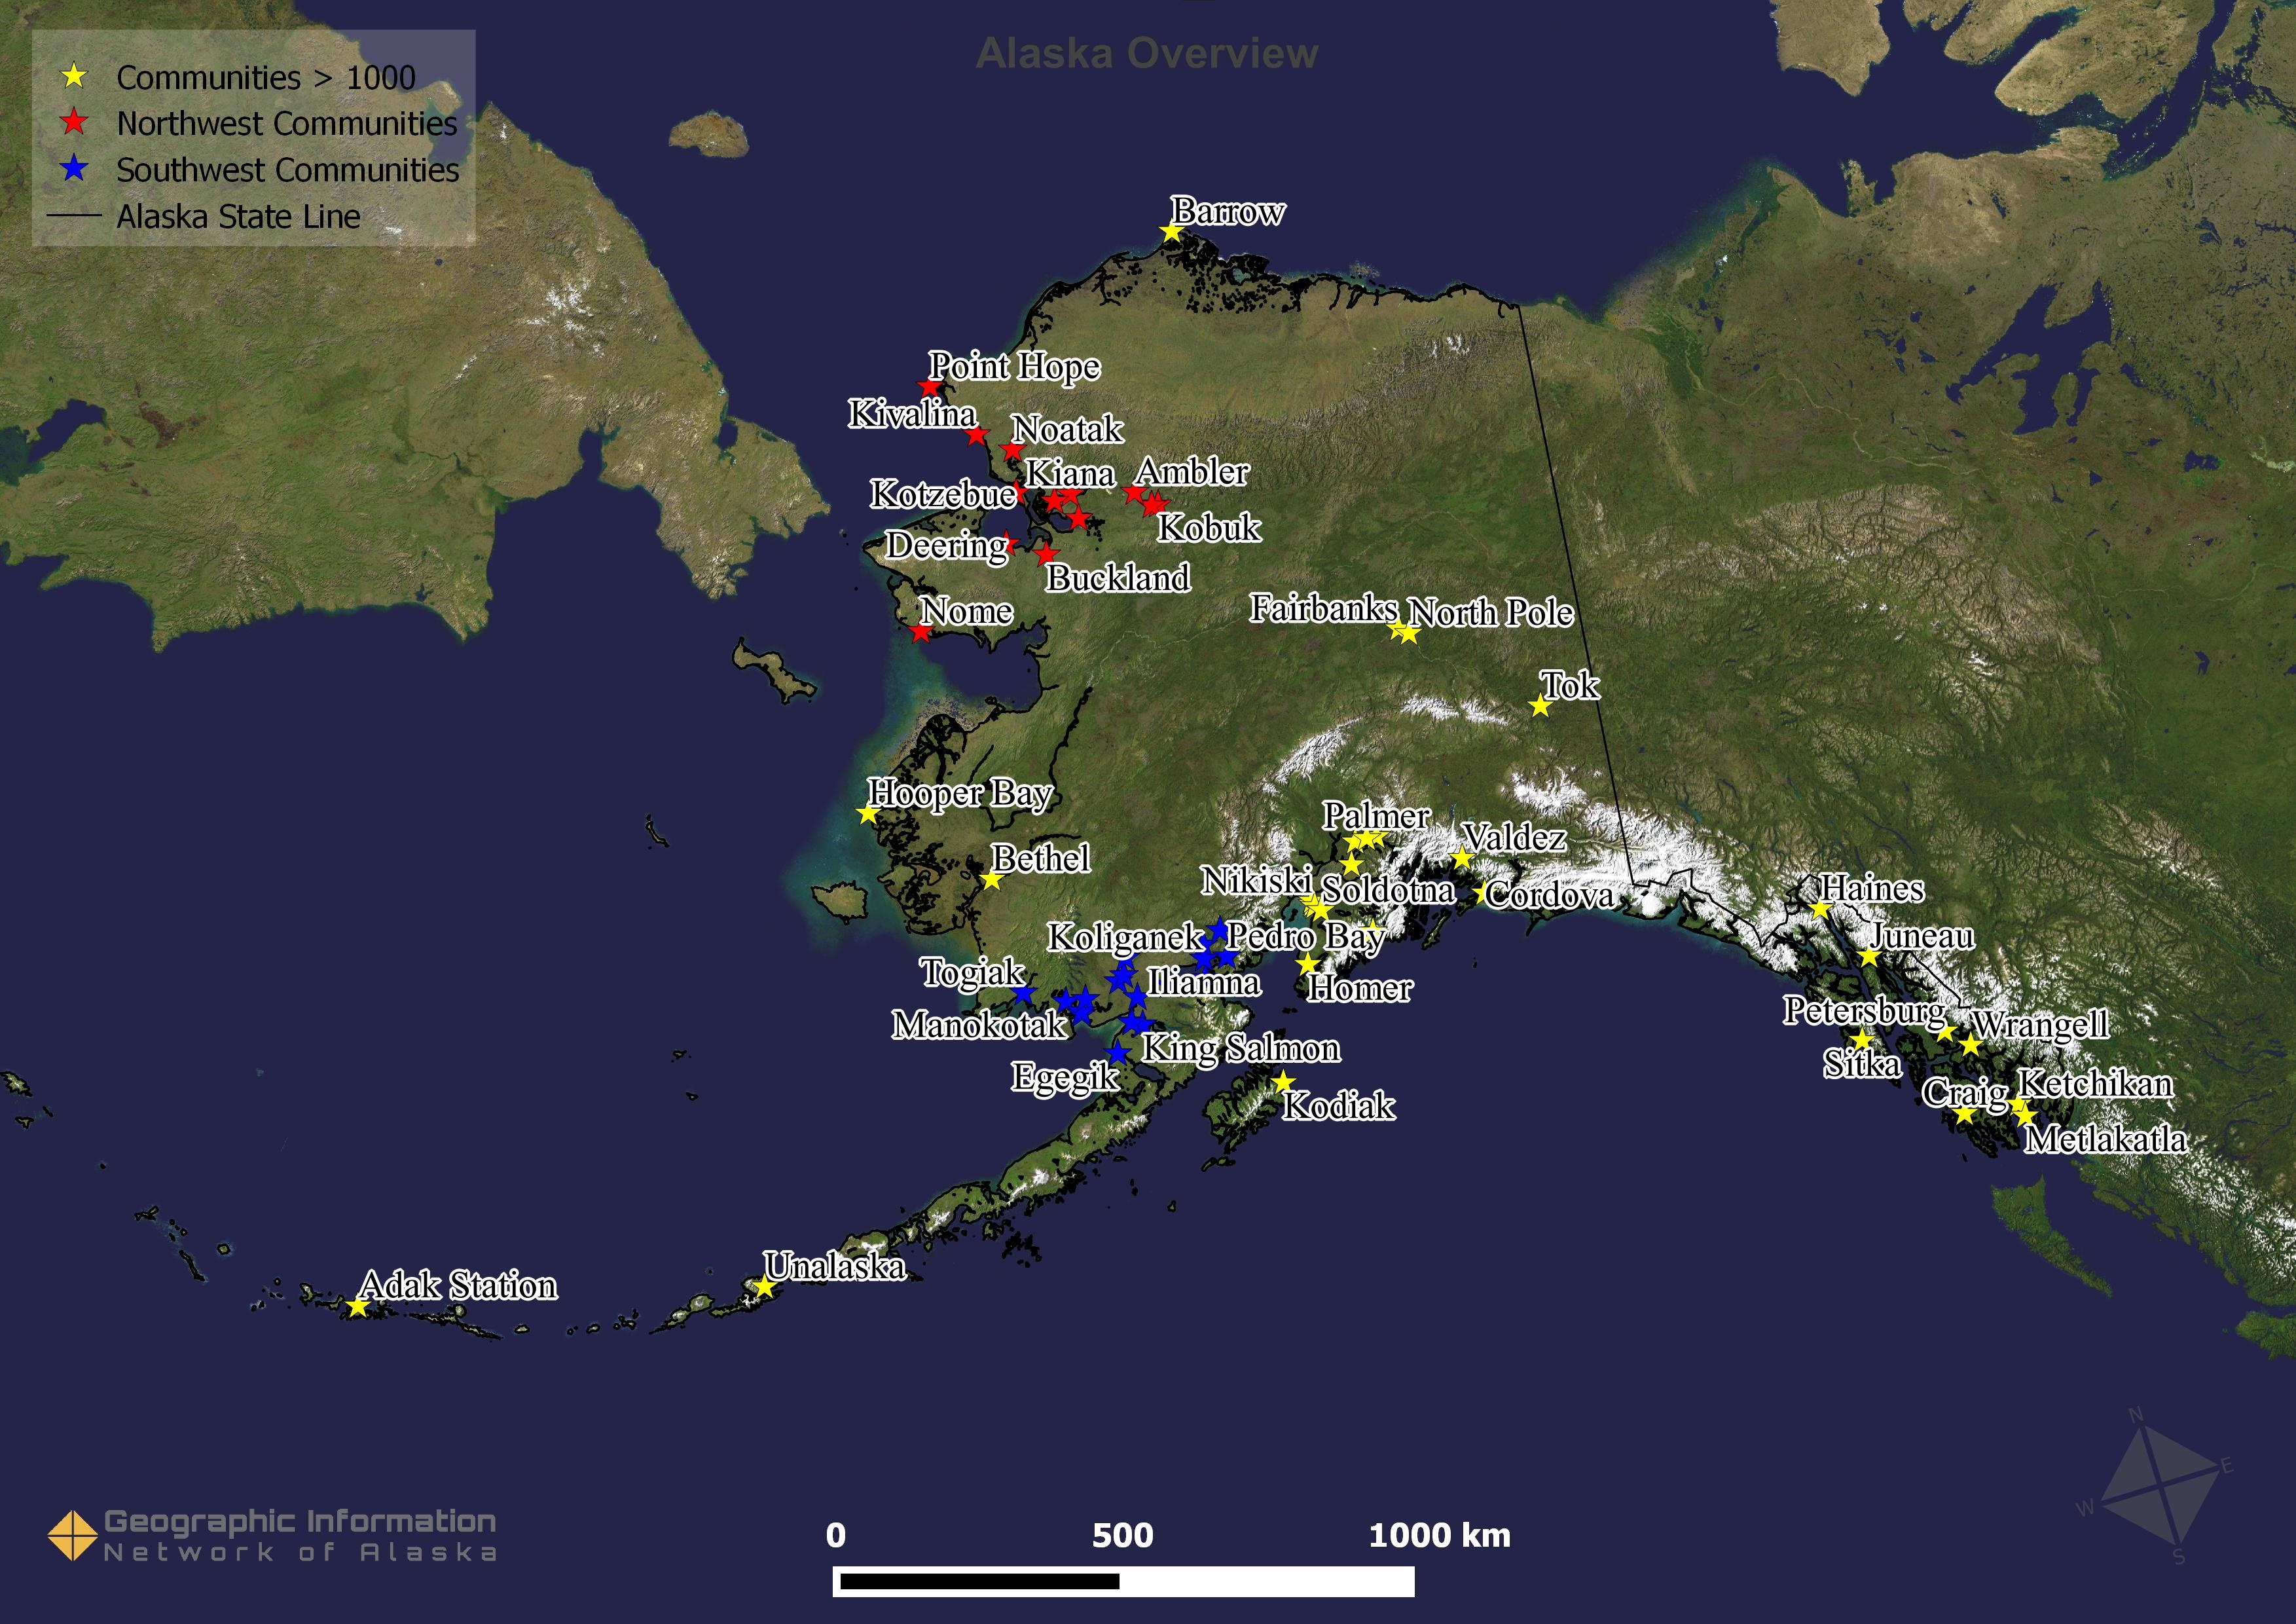 Alaska Overview
Communities > 1000
Northwest Communities
Southwest Communities
Alaska State Line
Barrow
Point Hope
Kivalina
Noatak
Kiana
Ambler
Kotzebue
Kobuk
Deering
Buckland
Nome
Fairbanks
North Pole
Tok
Hooper Bay
Palmer
Valdez
Bethel
Nikiski
Soldotna
Cordova
Haines
Koliganek
Pedro Bay
Juneau
Togiak
Iliamna
Homer
Manokotak
Petersburg
Wrangell
King Salmon
Sitka
Egegik
Kodiak
Craig
Ketchikan
Metlakatla
Unalaska
Adak Station
N
E
W
S
Geographic Information
Network of Alaska
0 500 1000 km